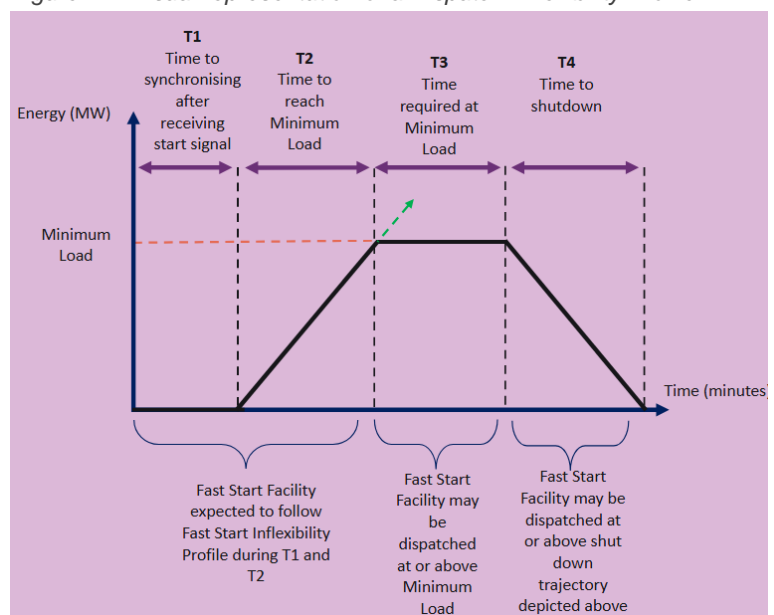 T1
Time to
synchronising
after
receiving
start signal
T2
Time to
reach
Minimum
Load
T3
Time
required at
Minimum
Load
T4
Time to
shutdown
Energy (MW)
Minimum
Load
Time (minutes)
Fast Start Facility
expected to follow
Fast Start Inflexibility
Profile during T1 and
T2
Fast Start
Facility may
be
dispatched
at or above
Minimum
Load
Fast Start
Facility may be
dispatched at
or above shut
down
trajectory
depicted above